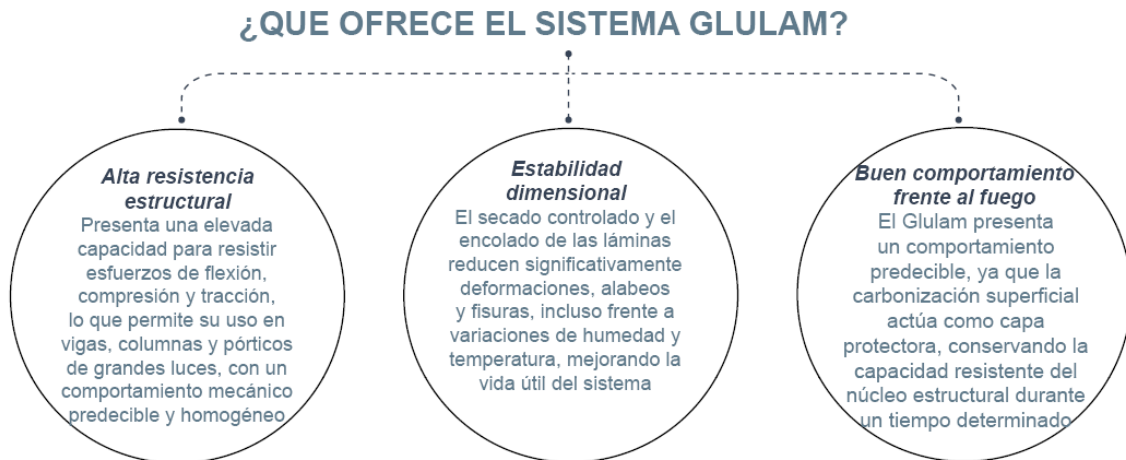 ¿QUE OFRECE EL SISTEMA GLULAM?
Alta resistencia
estructural
Presenta una elevada
capacidad para resistir
esfuerzos de flexión,
compresión y tracción,
lo que permite su uso en
vigas, columnas y pórticos
de grandes luces, con un
comportamiento mecánico
predecible y homogéneo
Estabilidad
dimensional
El secado controlado y el
encolado de las láminas
reducen significativamente
deformaciones, alabeos
y fisuras, incluso frente a
variaciones de humedad y
temperatura, mejorando la
vida útil del sistema
Buen comportamiento
frente al fuego
El Glulam presenta
un comportamiento
predecible, ya que la
carbonización superficial
actúa como capa
protectora, conservando la
capacidad resistente del
núcleo estructural durante
un tiempo determinado